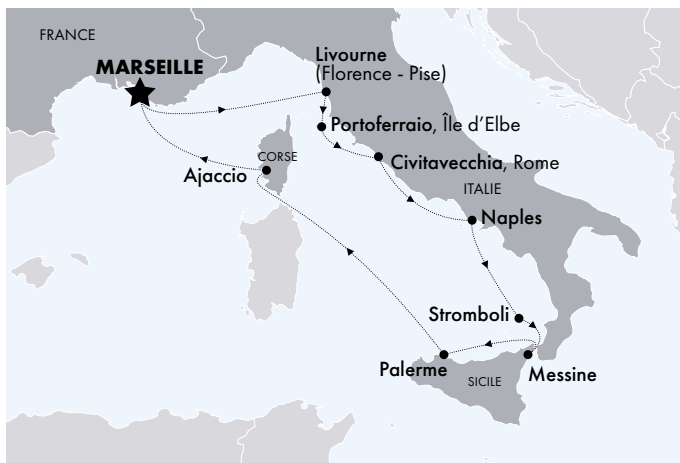 FRANCE
MARSEILLE
Livourne
(Florence - Pise)
Portoferraio, Île d’Elbe
CORSE
Civitavecchia, Rome
Ajaccio
ITALIE
Naples
Stromboli
Palerme
SICILE
Messine